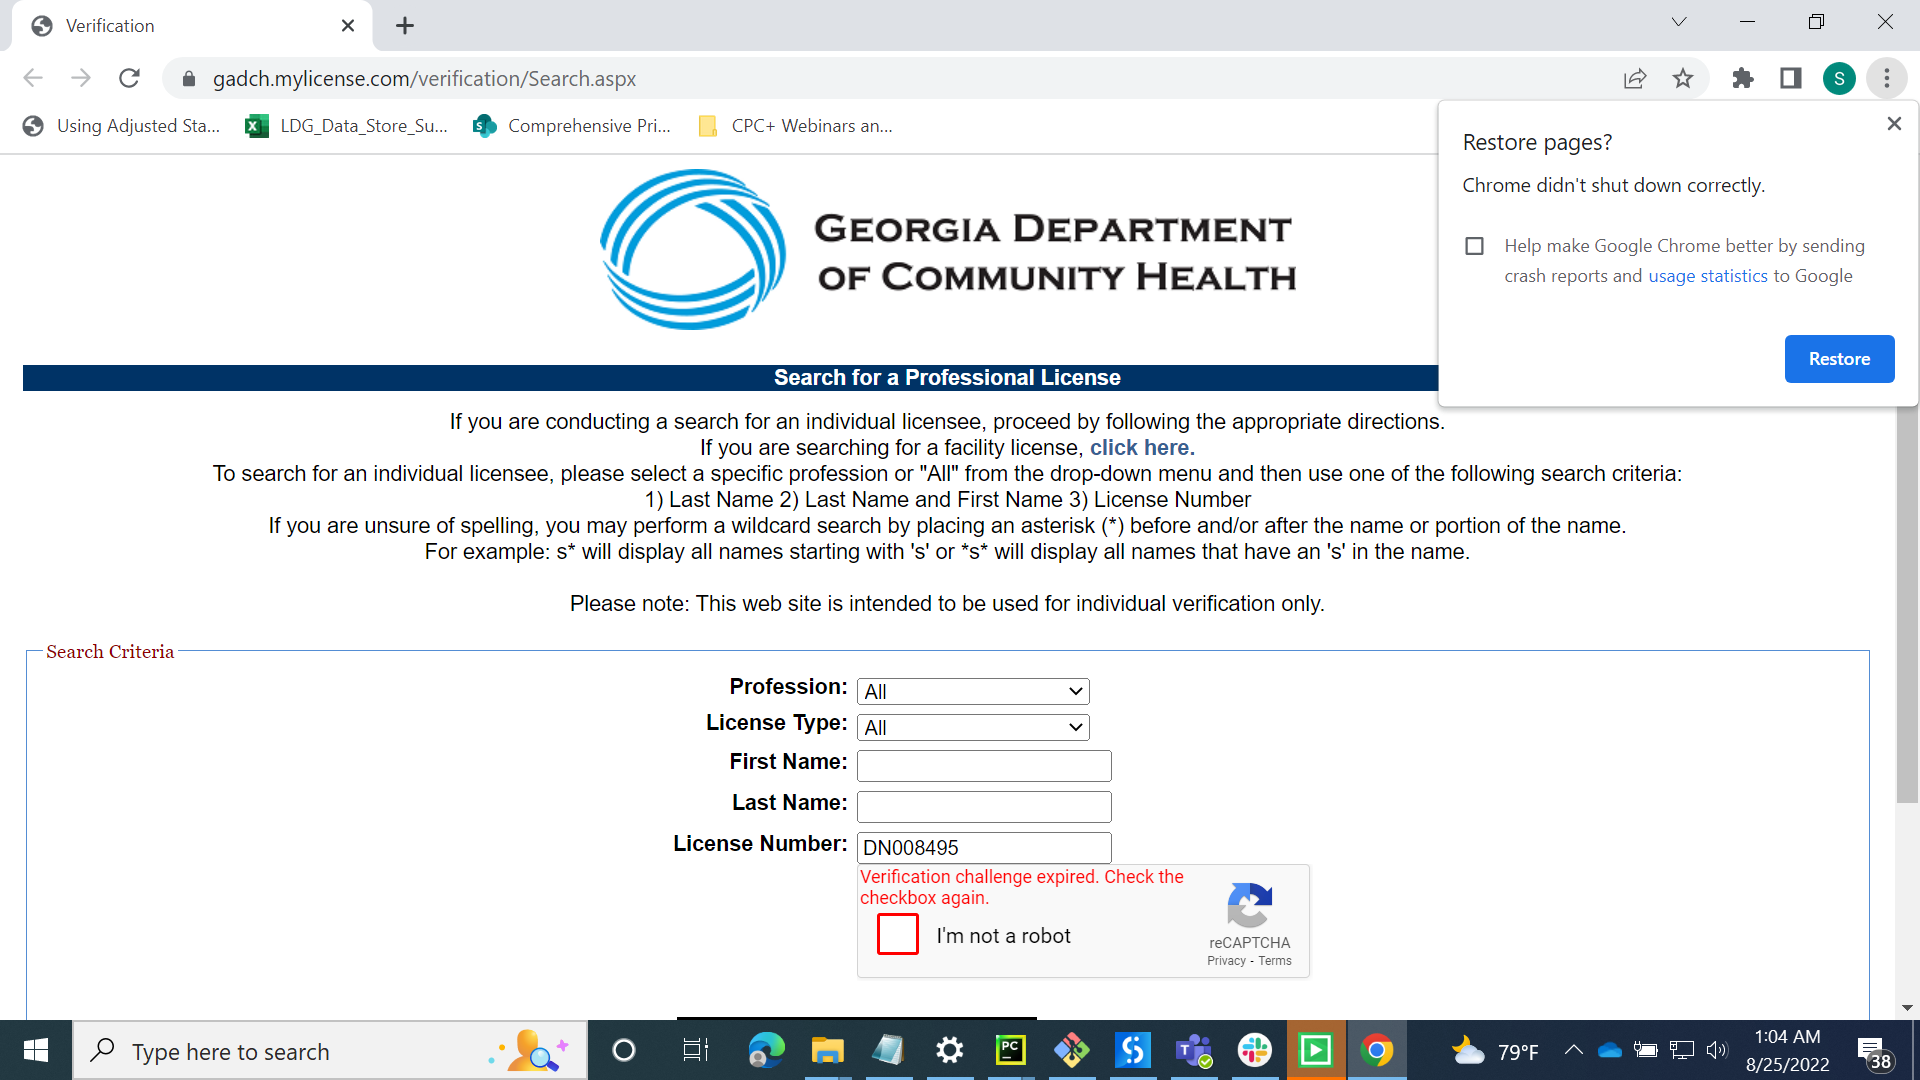 Verification
gadch.mylicense.com/verification/Search.aspx
S
Using Adjusted Sta...
LDG_Data_Store_Su...
Comprehensive Pri...
CPC+ Webinars an...
Restore pages?
Chrome didn't shut down correctly.
Help make Google Chrome better by sending
crash reports and usage statistics to Google
Restore
GEORGIA DEPARTMENT
OF COMMUNITY HEALTH
Search for a Professional License
If you are conducting a search for an individual licensee, proceed by following the appropriate directions.
If you are searching for a facility license, click here.
To search for an individual licensee, please select a specific profession or "All" from the drop-down menu and then use one of the following search criteria:
1) Last Name 2) Last Name and First Name 3) License Number
If you are unsure of spelling, you may perform a wildcard search by placing an asterisk (*) before and/or after the name or portion of the name.
For example: s* will display all names starting with 's' or *s* will display all names that have an 's' in the name.
Please note: This web site is intended to be used for individual verification only.
Search Criteria
Profession: All
License Type: All
First Name:
Last Name:
License Number: DN008495
Verification challenge expired. Check the
checkbox again.
I'm not a robot
reCAPTCHA
Privacy - Terms
Type here to search
PC
79°F
1:04 AM
8/25/2022
38